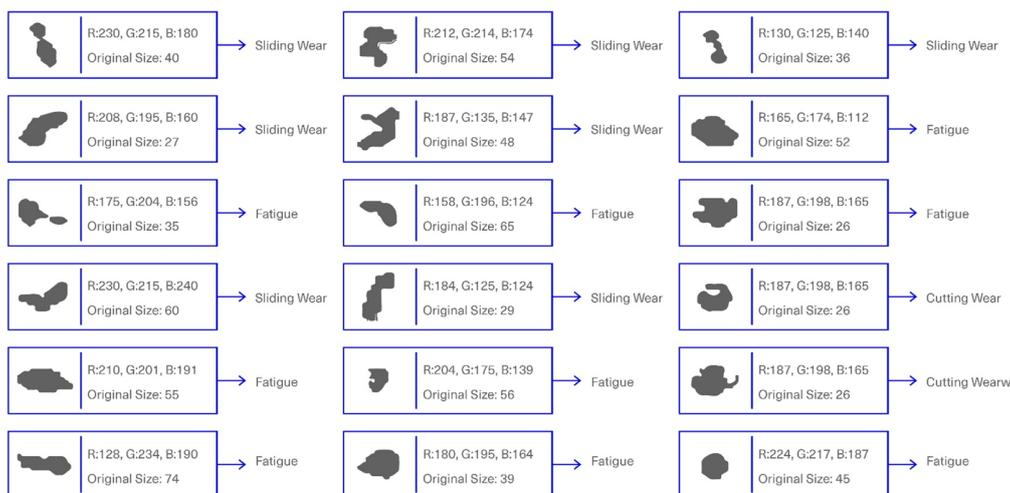 R:230, G:215, B:180
Original Size: 40
Sliding Wear
R:212, G:214, B:174
Original Size: 54
Sliding Wear
R:130, G:125, B:140
Original Size: 36
Sliding Wear
R:208, G:195, B:160
Original Size: 27
Sliding Wear
R:187, G:135, B:147
Original Size: 48
Sliding Wear
R:165, G:174, B:112
Original Size: 52
Fatigue
R:175, G:204, B:156
Original Size: 35
Fatigue
R:158, G:196, B:124
Original Size: 65
Fatigue
R:187, G:198, B:165
Original Size: 26
Fatigue
R:230, G:215, B:240
Original Size: 60
Sliding Wear
R:184, G:125, B:124
Original Size: 29
Sliding Wear
R:187, G:198, B:165
Original Size: 26
Cutting Wear
R:210, G:201, B:191
Original Size: 55
Fatigue
R:204, G:175, B:139
Original Size: 56
Fatigue
R:187, G:198, B:165
Original Size: 26
Cutting Wearw
R:128, G:234, B:190
Original Size: 74
Fatigue
R:180, G:195, B:164
Original Size: 39
Fatigue
R:224, G:217, B:187
Original Size: 45
Fatigue